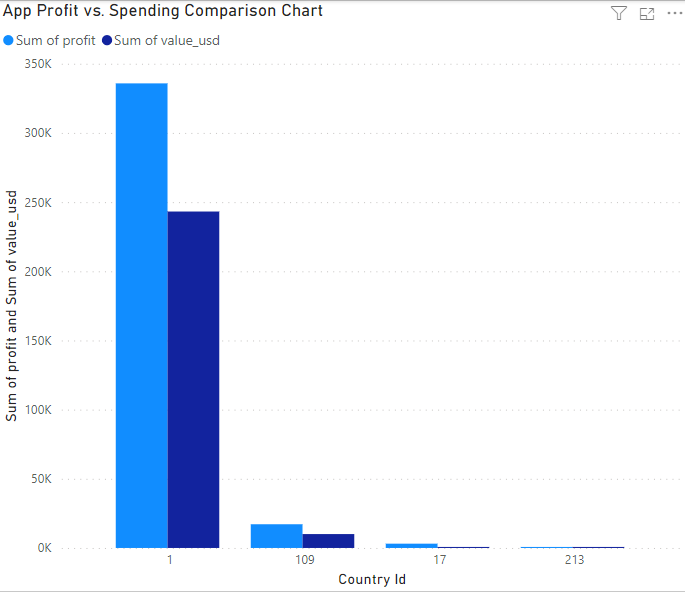 App Profit vs. Spending Comparison Chart
Sum of profit Sum of value_usd
350K
300K
250K
200K
150K
100K
50K
0K
Sum of profit and Sum of value_usd
1 109 17 213
Country Id